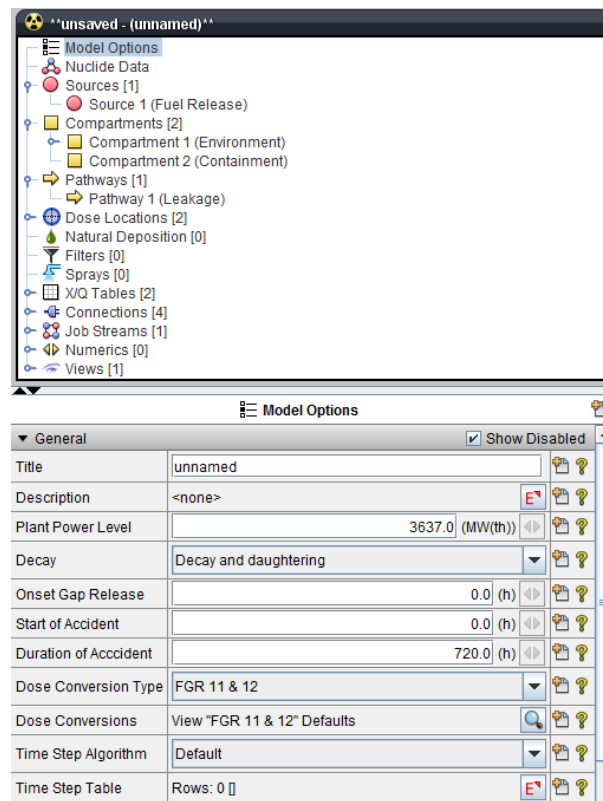 **unsaved - (unnamed)**
Model Options
Nuclide Data
Sources [1]
Source 1 (Fuel Release)
Compartments [2]
Compartment 1 (Environment)
Compartment 2 (Containment)
Pathways [1]
Pathway 1 (Leakage)
Dose Locations [2]
Natural Deposition [0]
Filters [0]
Sprays [0]
X/Q Tables [2]
Connections [4]
Job Streams [1]
Numerics [0]
Views [1]
Model Options
General Show Disabled
Title unnamed ?
Description <none> E ?
Plant Power Level 3637.0 (MW(th)) ?
Decay Decay and daughtering ?
Onset Gap Release 0.0 (h) ?
Start of Accident 0.0 (h) ?
Duration of Acccident 720.0 (h) ?
Dose Conversion Type FGR 11 & 12 ?
Dose Conversions View "FGR 11 & 12" Defaults ?
Time Step Algorithm Default ?
Time Step Table Rows: 0 [] E ?